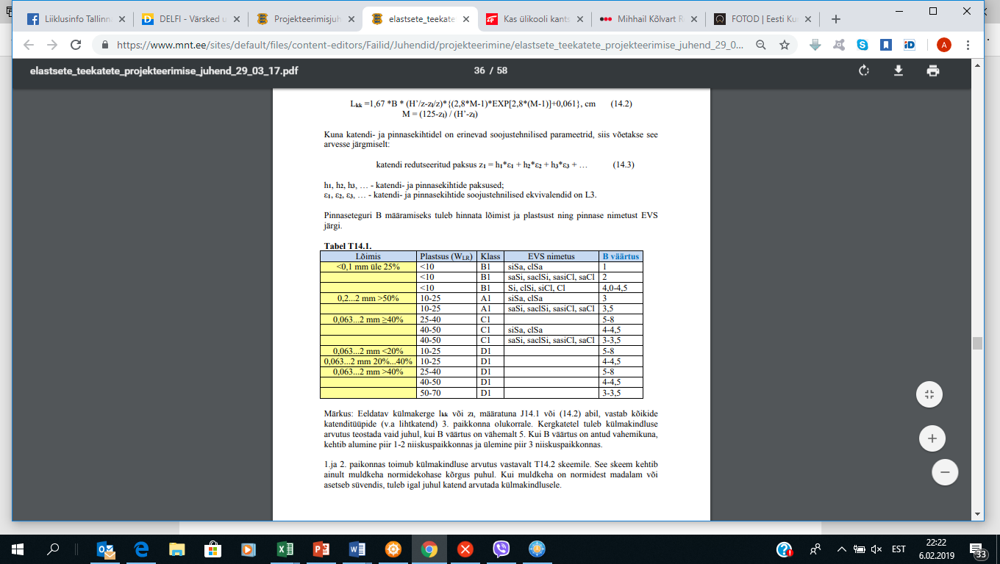 Liiklusinfo Tallinn
DELFI - Värsked u
Projekteerimisjuh
elastsete_teekate
Kas ülikooli kants
Mihhail Kõlvart R
FOTOD | Eesti Ku
https://www.mnt.ee/sites/default/files/content-editors/Failid/Juhendid/projekteerimine/elastsete_teekatete_projekteerimise_juhend_29_0...
elastsete_teekatete_projekteerimise_juhend_29_03_17.pdf
36 / 58
Lkk =1,67 *B * (H’/z-zl/z)*{(2,8*M-1)*EXP[2,8*(M-1)]+0,061}, cm (14.2)
M = (125-zl) / (H’-zl)
Kuna katendi- ja pinnasekihtidel on erinevad soojustehnilised parameetrid, siis võetakse see
arvesse järgmiselt:
katendi redutseeritud paksus z1 = h1*ε1 + h2*ε2 + h3*ε3 + … (14.3)
h1, h2, h3, … - katendi- ja pinnasekihtide paksused;
ε1, ε2, ε3, … - katendi- ja pinnasekihtide soojustehnilised ekvivalendid on L3.
Pinnaseteguri B määramiseks tuleb hinnata lõimist ja plastsust ning pinnase nimetust EVS
järgi.
Tabel T14.1.
Lõimis Plastsus (WLR) Klass EVS nimetus B väärtus
<0,1 mm üle 25% <10 B1 siSa, clSa 1
<10 B1 saSi, saclSi, sasiCl, saCl 2
<10 B1 Si, clSi, siCl, Cl 4,0-4,5
0,2...2 mm >50% 10-25 A1 siSa, clSa 3
10-25 A1 saSi, saclSi, sasiCl, saCl 3,5
0,063...2 mm ≥40% 25-40 C1 5-8
40-50 C1 siSa, clSa 4-4,5
40-50 C1 saSi, saclSi, sasiCl, saCl 3-3,5
0,063...2 mm <20% 10-25 D1 5-8
0,063...2 mm 20%...40% 10-25 D1 4-4,5
0,063...2 mm >40% 25-40 D1 5-8
40-50 D1 4-4,5
50-70 D1 3-3,5
Märkus: Eeldatav külmakerge lkk või zl, määratuna J14.1 või (14.2) abil, vastab kõikide
katenditüüpide (v.a lihtkatend) 3. paikkonna olukorrale. Kergkatetel tuleb külmakindluse
arvutus teostada vaid juhul, kui B väärtus on vähemalt 5. Kui B väärtus on antud vahemikuna,
kehtib alumine piir 1-2 niiskuspaikkonnas ja ülemine piir 3 niiskuspaikkonnas.
1.ja 2. paikonnas toimub külmakindluse arvutus vastavalt T14.2 skeemile. See skeem kehtib
ainult muldkeha normidekohase kõrgus puhul. Kui muldkeha on normidest madalam või
asetseb süvendis, tuleb igal juhul katend arvutada külmakindlusele.
EST
22:22
6.02.2019
33